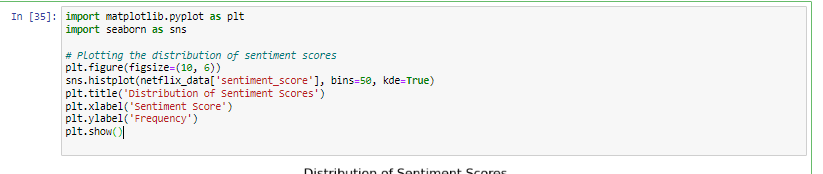 In [35]: import matplotlib.pyplot as plt
import seaborn as sns
# Plotting the distribution of sentiment scores
plt.figure(figsize=(10, 6))
sns.histplot(netflix_data['sentiment_score'], bins=50, kde=True)
plt.title('Distribution of Sentiment Scores')
plt.xlabel('Sentiment Score')
plt.ylabel('Frequency')
plt.show()
Distribution of Sentiment Scores